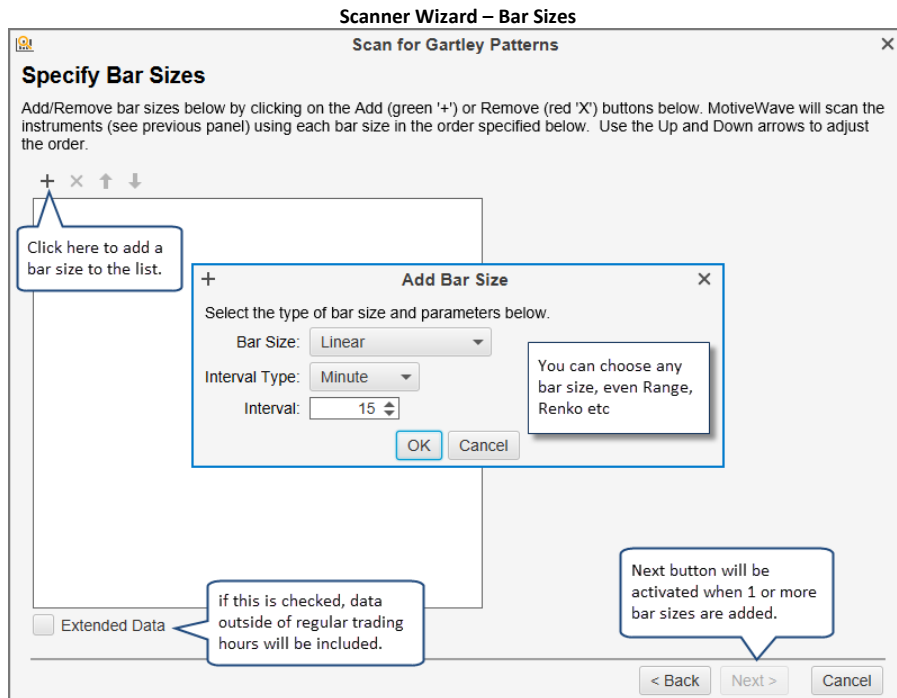 Scanner Wizard – Bar Sizes
Scan for Gartley Patterns
Specify Bar Sizes
Add/Remove bar sizes below by clicking on the Add (green '+') or Remove (red 'X') buttons below. MotiveWave will scan the
instruments (see previous panel) using each bar size in the order specified below. Use the Up and Down arrows to adjust
the order.
Click here to add a
bar size to the list.
Add Bar Size
Select the type of bar size and parameters below.
Bar Size: Linear
Interval Type: Minute
Interval: 15
You can choose any
bar size, even Range,
Renko etc
OK Cancel
Next button will be
activated when 1 or more
bar sizes are added.
if this is checked, data
outside of regular trading
hours will be included.
Extended Data
< Back Next > Cancel